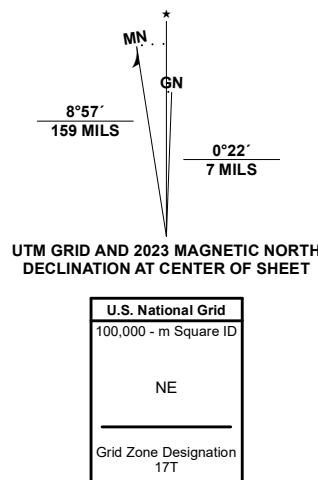 ★
MN
GN
8°57´
159 MILS
0°22´
7 MILS
UTM GRID AND 2023 MAGNETIC NORTH
DECLINATION AT CENTER OF SHEET
U.S. National Grid
100,000 - m Square ID
NE
Grid Zone Designation
17T